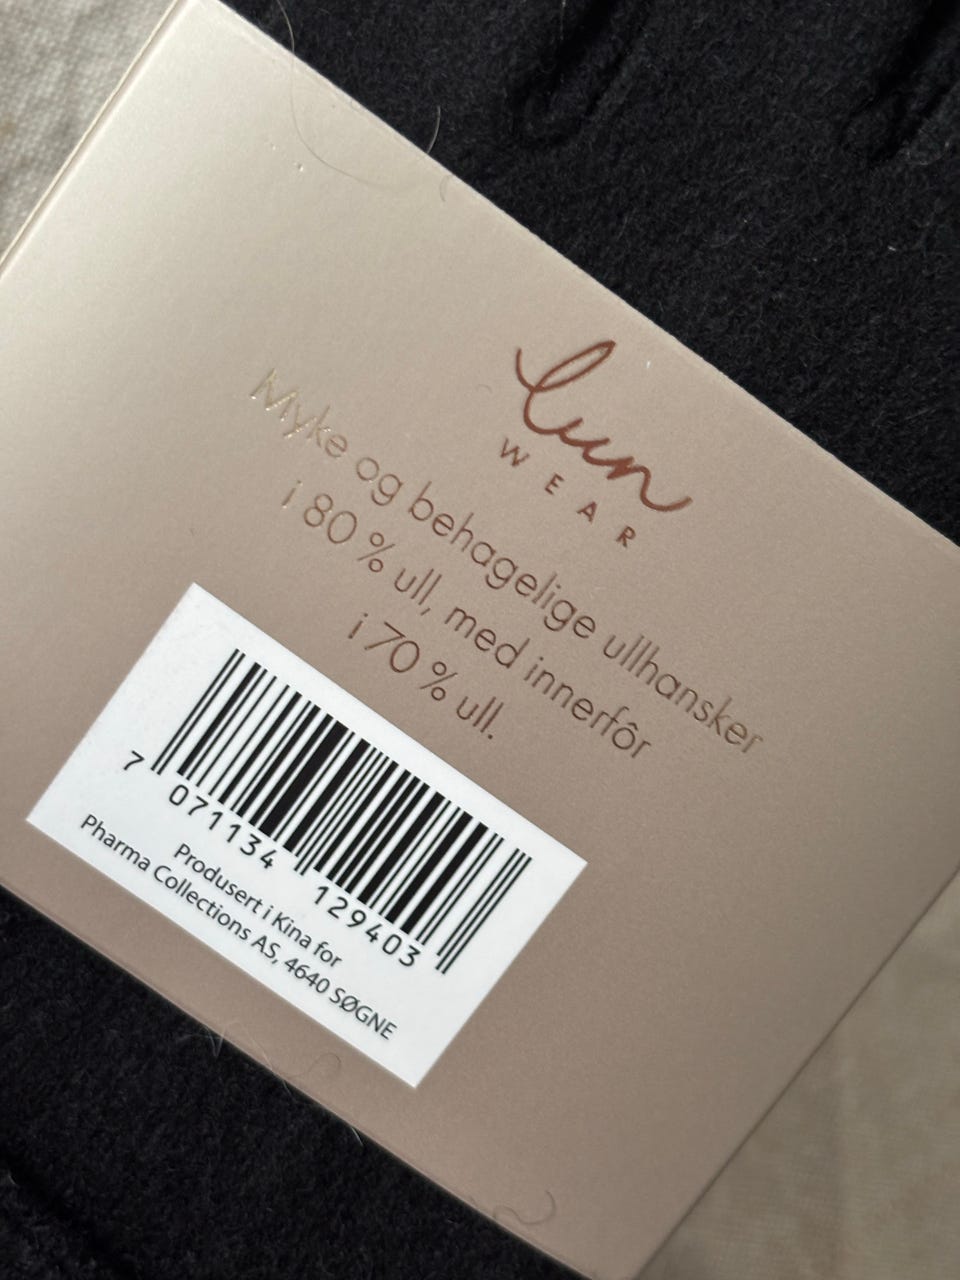 lun
WEAR
Myke og behagelige ullhansker
i 80 % ull, med innerfôr
i 70 % ull.
7 071134 129403
Produsert i Kina for
Pharma Collections AS, 4640 SØGNE